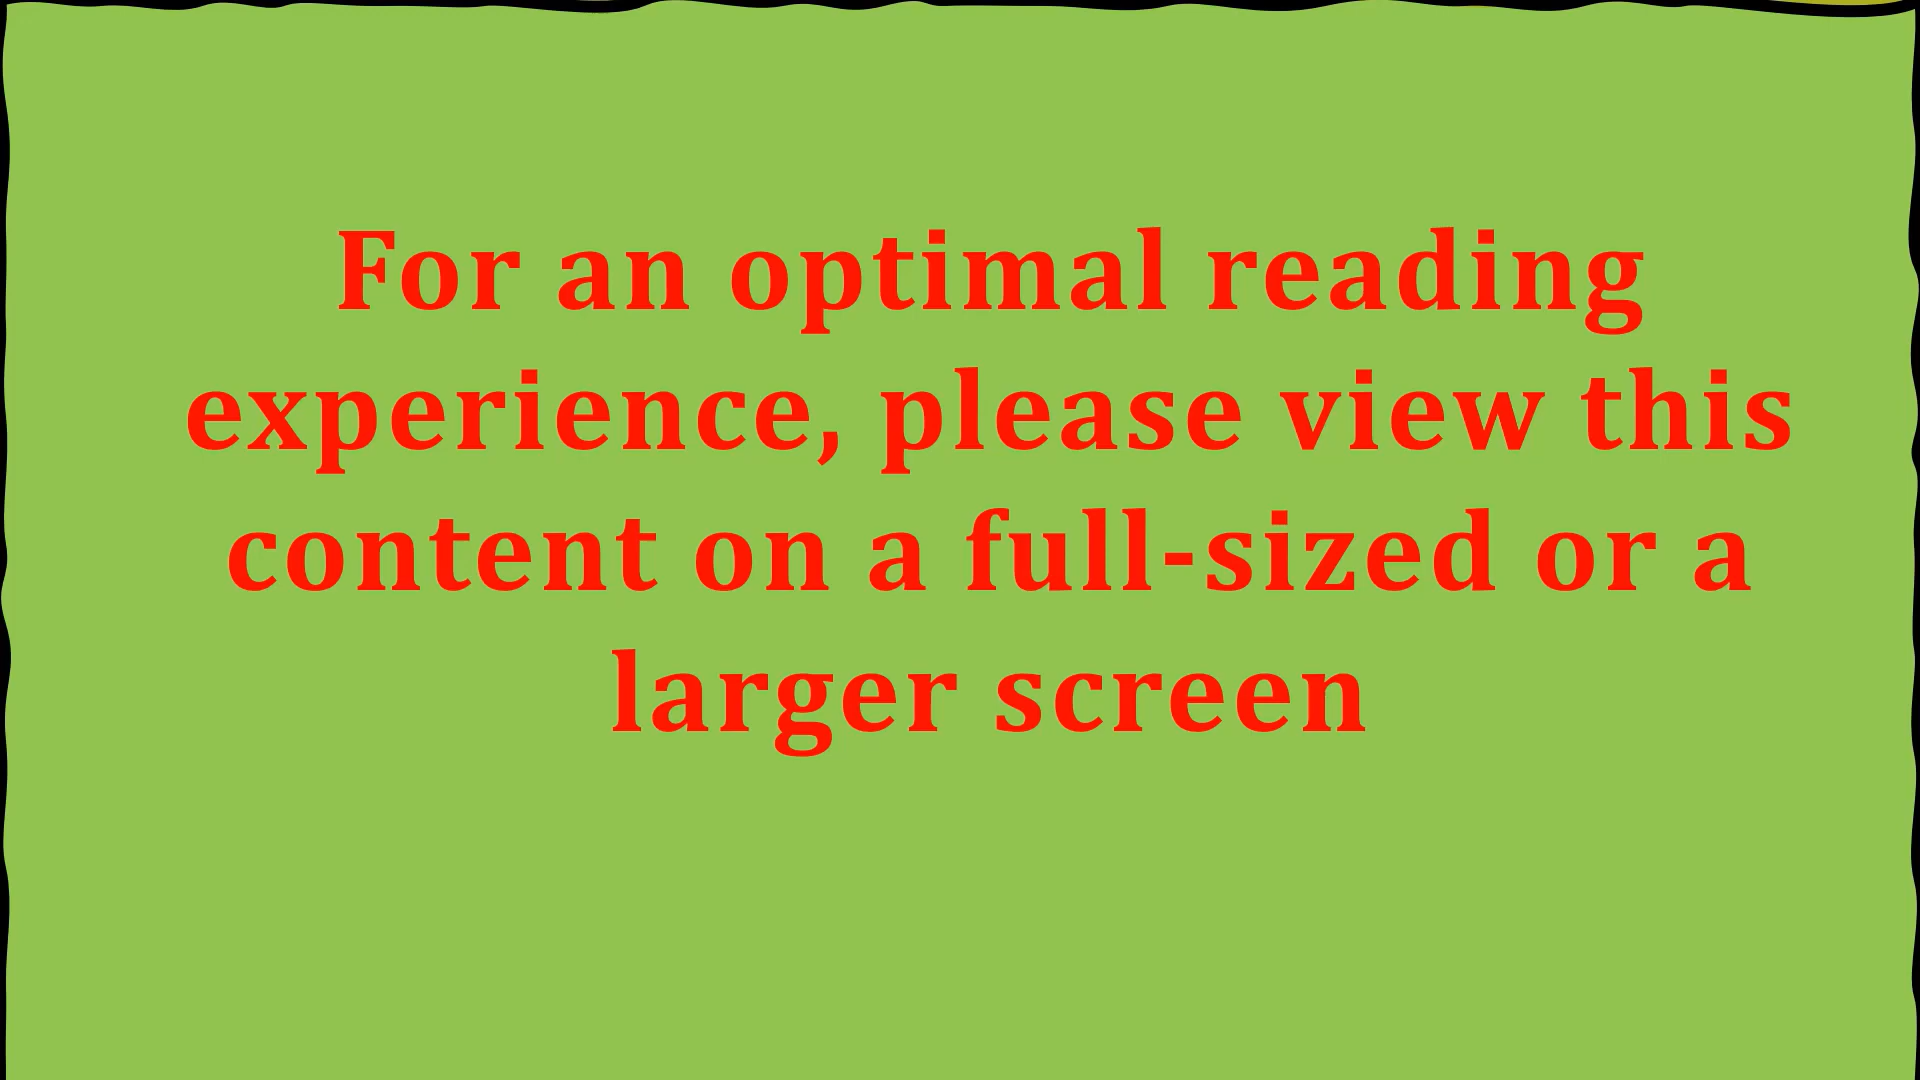 For an optimal reading
experience, please view this
content on a full-sized or a
larger screen